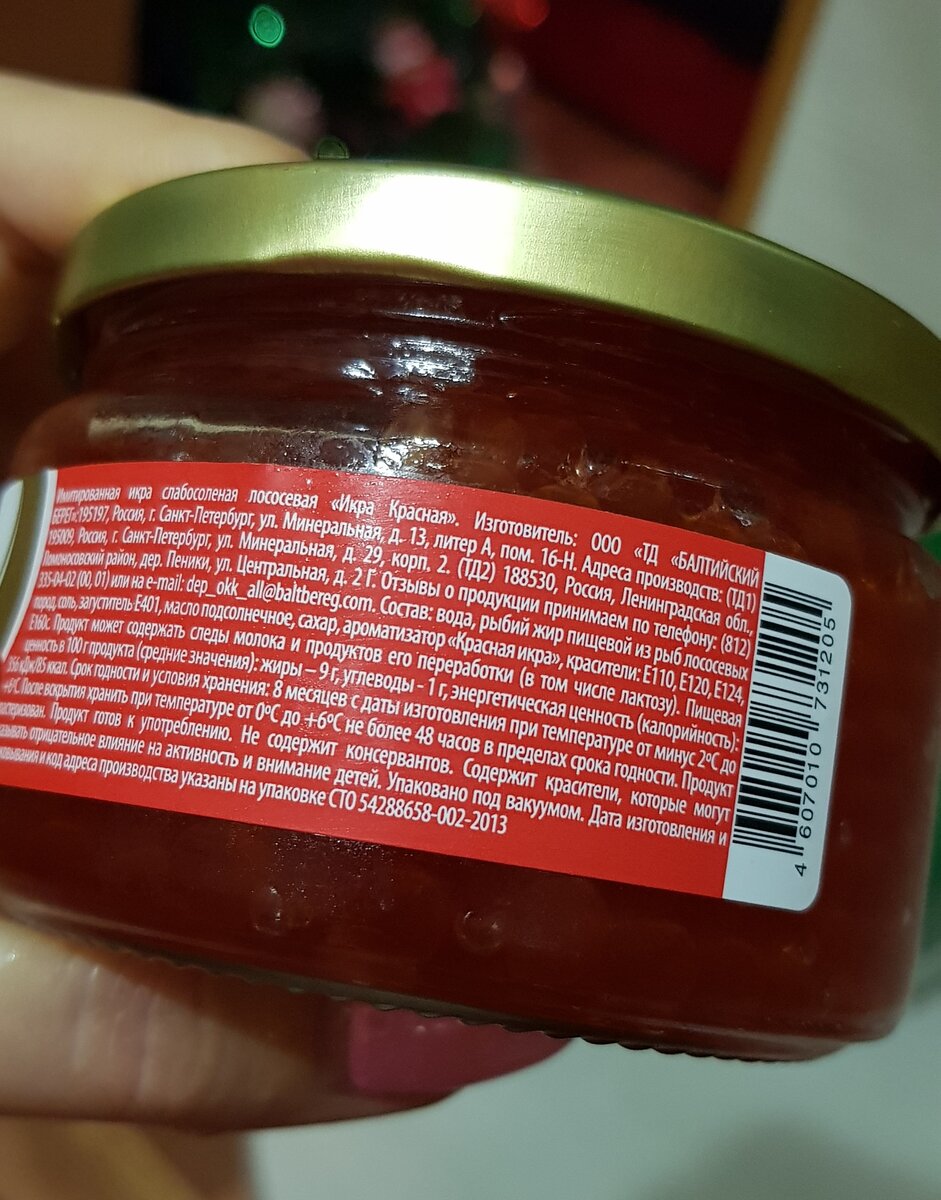 Имитированная икра слабосоленая лососевая «Икра Красная». Изготовитель: ООО «ТД «БАЛТИЙСКИЙ
БЕРЕГ»:195197, Россия, г. Санкт-Петербург, ул. Минеральная, д. 13, литер А, пом. 16-Н. Адреса производств: (ТД1)
195009, Россия, г. Санкт-Петербург, ул. Минеральная, д. 29, корп. 2. (ТД2) 188530, Россия, Ленинградская обл.,
Ломоносовский район, дер. Пеники, ул. Центральная, д. 2 Г. Отзывы о продукции принимаем по телефону: (812)
335-04-02 (00, 01) или на e-mail: dep_okk_all@baltbereg.com. Состав: вода, рыбий жир пищевой из рыб лососевых
пород, соль, загуститель Е401, масло подсолнечное, сахар, ароматизатор «Красная икра», красители: Е110, Е120, Е124,
Е160с. Продукт может содержать следы молока и продуктов его переработки (в том числе лактозу). Пищевая
ценность в 100 г продукта (средние значения): жиры – 9 г, углеводы - 1 г, энергетическая ценность (калорийность):
356 кДж/85 ккал. Срок годности и условия хранения: 8 месяцев с даты изготовления при температуре от минус 2°С до
+6°С. После вскрытия хранить при температуре от 0°С до +6°С не более 48 часов в пределах срока годности. Продукт
Продукт готов к употреблению. Не содержит консервантов. Содержит красители, которые могут
отрицательное влияние на активность и внимание детей. Упаковано под вакуумом. Дата изготовления и
и код адреса производства указаны на упаковке СТО 54288658-002-2013
4 607010 731205